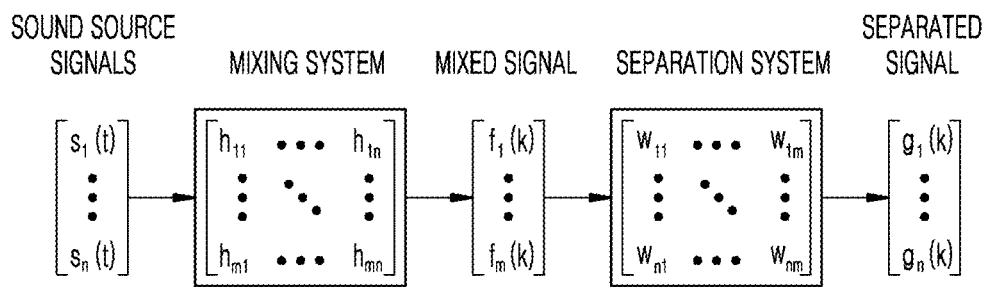 SOUND SOURCE SIGNALS
MIXING SYSTEM
MIXED SIGNAL
SEPARATION SYSTEM
SEPARATED SIGNAL
s₁(t) h₁₁ ••• h₁ₙ f₁(k) w₁₁ ••• w₁ₘ g₁(k)
sₙ(t) hₘ₁ ••• hₘₙ fₘ(k) wₙ₁ ••• wₙₘ gₙ(k)